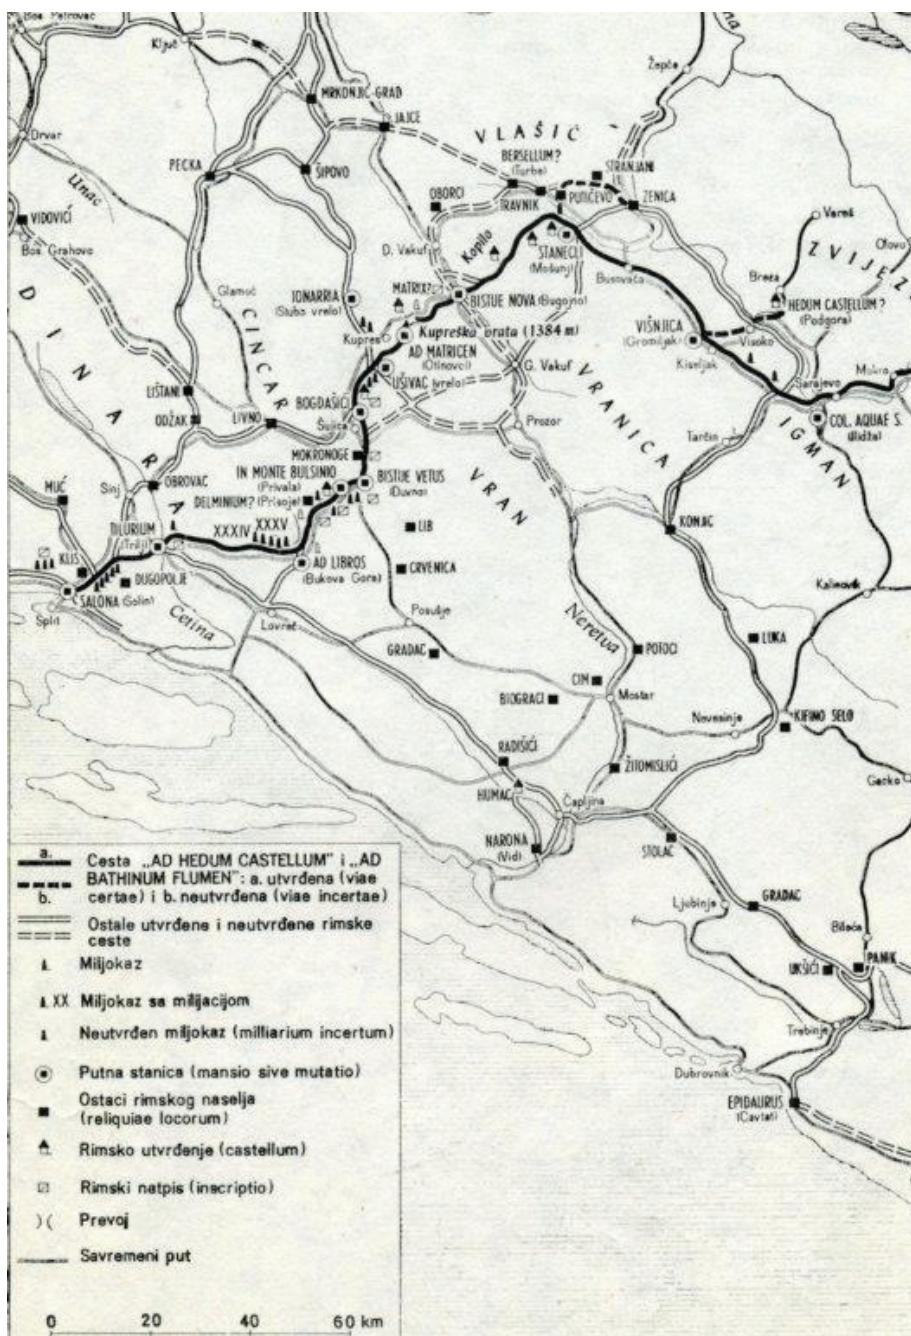 Bos Petrovac
Ključ
Žepče
MRKONJIĆ-GRAD
JAJCE
VLAŠIĆ
Drvar
BERSELLUM?
(Turbe)
STRANJANI
PECKA
ŠIPOVO
Unac
OBORCI
TRAVNIK
PUTIČEVO
ZENICA
VIDOVIĆI
Bos. Grahovo
Vareš
Olovo
D. Vakuf
Kopilo
STANECLI
(Mošunj)
Busovača
Breza
ZVIJEZ
Glamoč
IONARRIA
(Stubo vrelo)
MATRIX?
BISTUE NOVA (Bugojno)
HEDUM CASTELLUM?
(Podgora)
DINARA
CINCAR
Kupres
Kupreška vrata (1384 m)
VIŠNJICA
(Gromiljak)
Visoko
Kiseljak
AD MATRICEM
(Otinovci)
UŠIVAC (vrelo)
G. Vakuf
VRANICA
Sarajevo
Mokro
LIŠTANI
BOGDAŠIĆI
Šujica
COL. AQUAE S.
(Ilidža)
ODŽAK
LIVNO
Prozor
Tarčin
IGMAN
MOKRONOGE
MUĆ
Sinj
OBROVAC
IN MONTE BULSINIO
(Privala)
BISTUE VETUS
(Duvno)
DELMINIUM? (Prisoje)
VRAN
TILURIUM
(Trilj)
XXXIV
XXXV
LIB
KONJIC
KLIS
DUGOPOLJE
AD LIBROS
(Bukova Gora)
CRVENICA
SALONA (Solin)
Split
Cetina
Lovreč
Posušje
Neretva
Kalinovik
GRADAC
POTOCI
LUKA
CIM
BIOGRACI
Mostar
Nevesinje
KIFINO SELO
RADIŠIĆI
ŽITOMISLIĆI
Gacko
HUMAC
Čapljina
NARONA
(Vid)
STOLAC
Ljubinje
GRADAC
Bileća
UKŠIĆI
PANIK
Trebinje
Dubrovnik
EPIDAURUS
(Cavtat)
a.
b.
Cesta „AD HEDUM CASTELLUM" i „AD
BATHINUM FLUMEN": a. utvrđena (viae
certae) i b. neutvrđena (viae incertae)
Ostale utvrđene i neutvrđene rimske
ceste
Miljokaz
XX Miljokaz sa milijacijom
Neutvrđen miljokaz (milliarium incertum)
Putna stanica (mansio sive mutatio)
Ostaci rimskog naselja
(reliquiae locorum)
Rimsko utvrđenje (castellum)
Rimski natpis (inscriptio)
Prevoj
Savremeni put
0 20 40 60 km